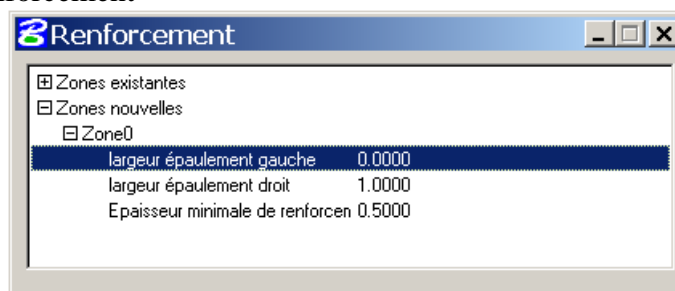 Renforcement
Zones existantes
Zones nouvelles
Zone0
largeur épaulement gauche 0.0000
largeur épaulement droit 1.0000
Epaisseur minimale de renforcen 0.5000